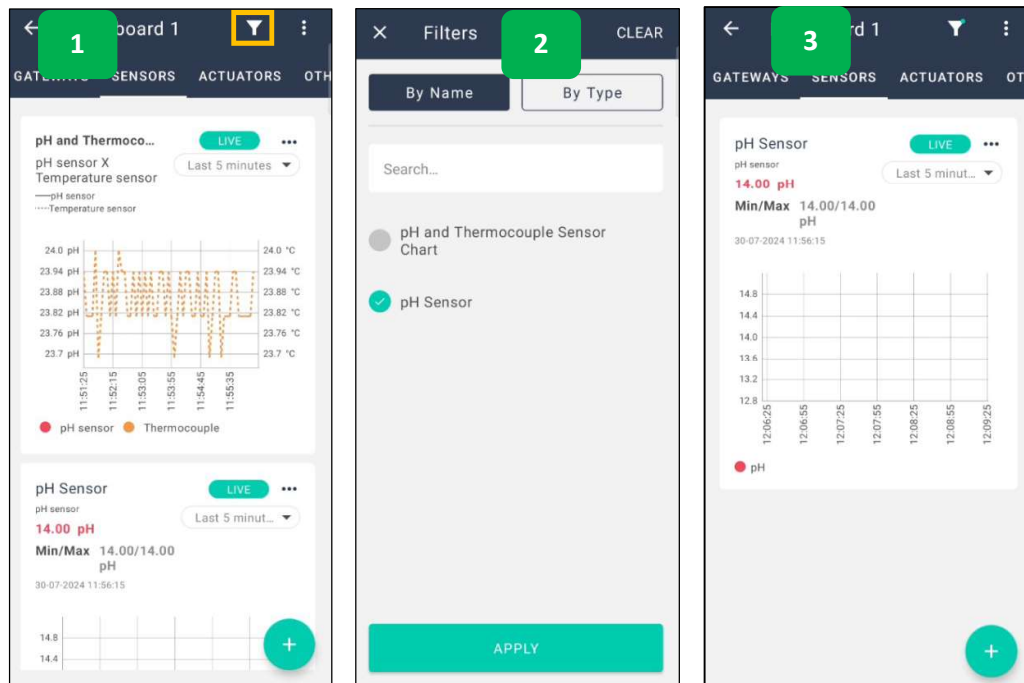 1
board 1
SENSORS
ACTUATORS
OTH
pH and Thermoco...
LIVE
pH sensor X
Temperature sensor
Last 5 minutes
pH sensor
Temperature sensor
24.0 pH
24.0 °C
23.94 pH
23.94 °C
23.88 pH
23.88 °C
23.82 pH
23.82 °C
23.76 pH
23.76 °C
23.7 pH
23.7 °C
11:51:25
11:52:15
11:53:05
11:53:55
11:54:45
11:55:35
pH sensor
Thermocouple
pH Sensor
LIVE
pH sensor
Last 5 minut...
14.00 pH
Min/Max 14.00/14.00
pH
30-07-2024 11:56:15
14.8
14.4
+
2
Filters
CLEAR
By Name
By Type
Search...
pH and Thermocouple Sensor
Chart
pH Sensor
APPLY
3
rd 1
GATEWAYS
SENSORS
ACTUATORS
OT
pH Sensor
LIVE
pH sensor
Last 5 minut...
14.00 pH
Min/Max 14.00/14.00
pH
30-07-2024 11:56:15
14.8
14.4
14.0
13.6
13.2
12.8
12:06:25
12:06:55
12:07:25
12:07:55
12:08:25
12:08:55
12:09:25
pH
+